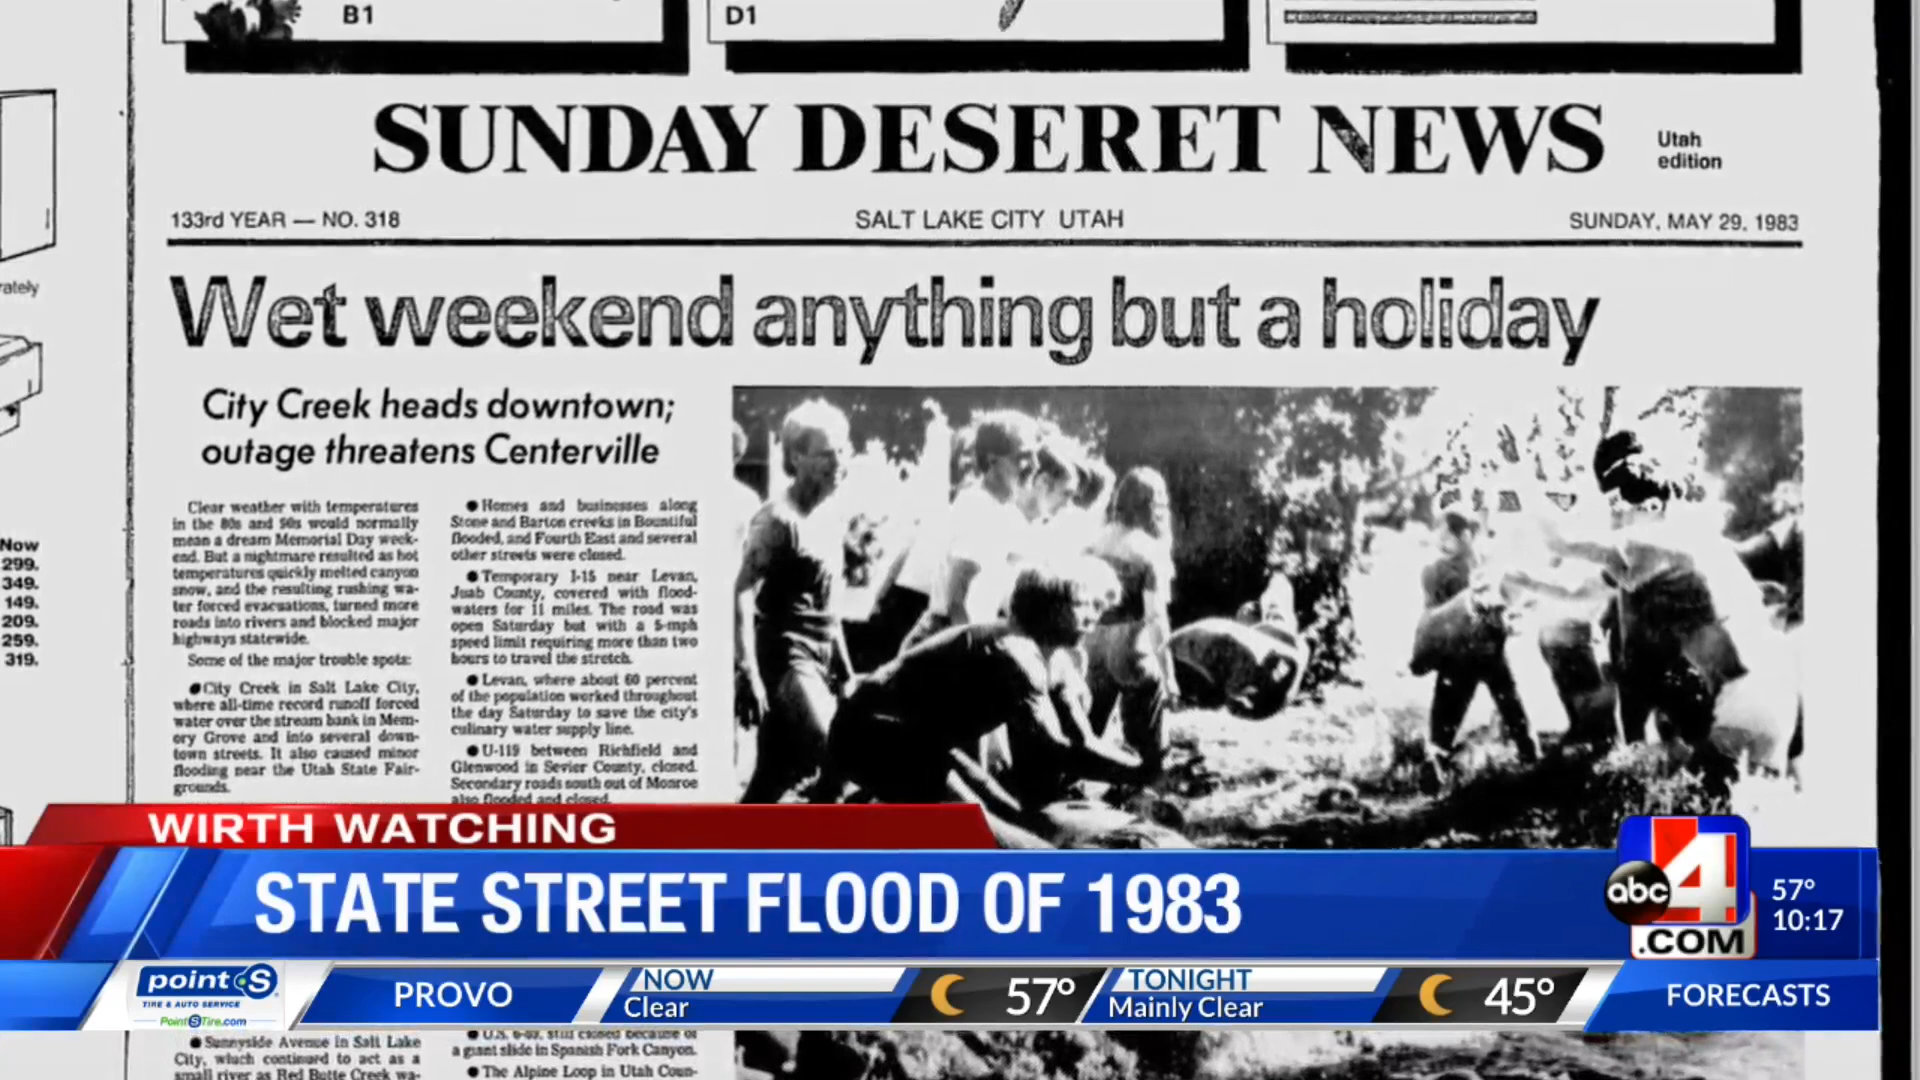 B1
D1
SUNDAY DESERET NEWS
Utah
edition
133rd YEAR — NO. 318
SALT LAKE CITY UTAH
SUNDAY, MAY 29, 1983
rately
Now
299.
349.
149.
209.
259.
319.
Wet weekend anything but a holiday
City Creek heads downtown;
outage threatens Centerville
Clear weather with temperatures
in the 80s and 90s would normally
mean a dream Memorial Day week-
end. But a nightmare resulted as hot
temperatures quickly melted canyon
snow, and the resulting rushing wa-
ter forced evacuations, turned more
roads into rivers and blocked major
highways statewide.
Some of the major trouble spots:
●City Creek in Salt Lake City,
where all-time record runoff forced
water over the stream bank in Mem-
ory Grove and into several down-
town streets. It also caused minor
flooding near the Utah State Fair-
grounds.
● Homes and businesses along
Stone and Barton creeks in Bountiful
flooded, and Fourth East and several
other streets were closed.
● Temporary I-15 near Levan,
Juab County, covered with flood-
waters for 11 miles. The road was
open Saturday but with a 5-mph
speed limit requiring more than two
hours to travel the stretch.
● Levan, where about 60 percent
of the population worked throughout
the day Saturday to save the city's
culinary water supply line.
● U-119 between Richfield and
Glenwood in Sevier County, closed.
Secondary roads south out of Monroe
also flooded and closed.
WIRTH WATCHING
STATE STREET FLOOD OF 1983
abc 4
.COM
57°
10:17
point S
TIRE & AUTO SERVICE
PointSTire.com
PROVO
NOW
Clear
57°
TONIGHT
Mainly Clear
45°
FORECASTS
● Sunnyside Avenue in Salt Lake
City, which continued to act as a
small river as Red Butte Creek wa-
still closed because of
a giant slide in Spanish Fork Canyon.
● The Alpine Loop in Utah Coun-